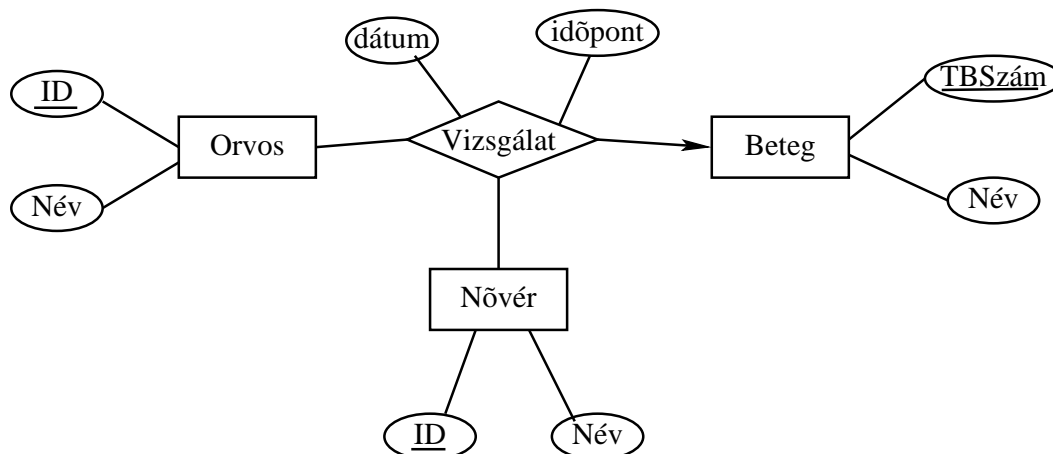 dátum
idõpont
ID
TBSzám
Orvos
Vizsgálat
Beteg
Név
Név
Nõvér
ID
Név